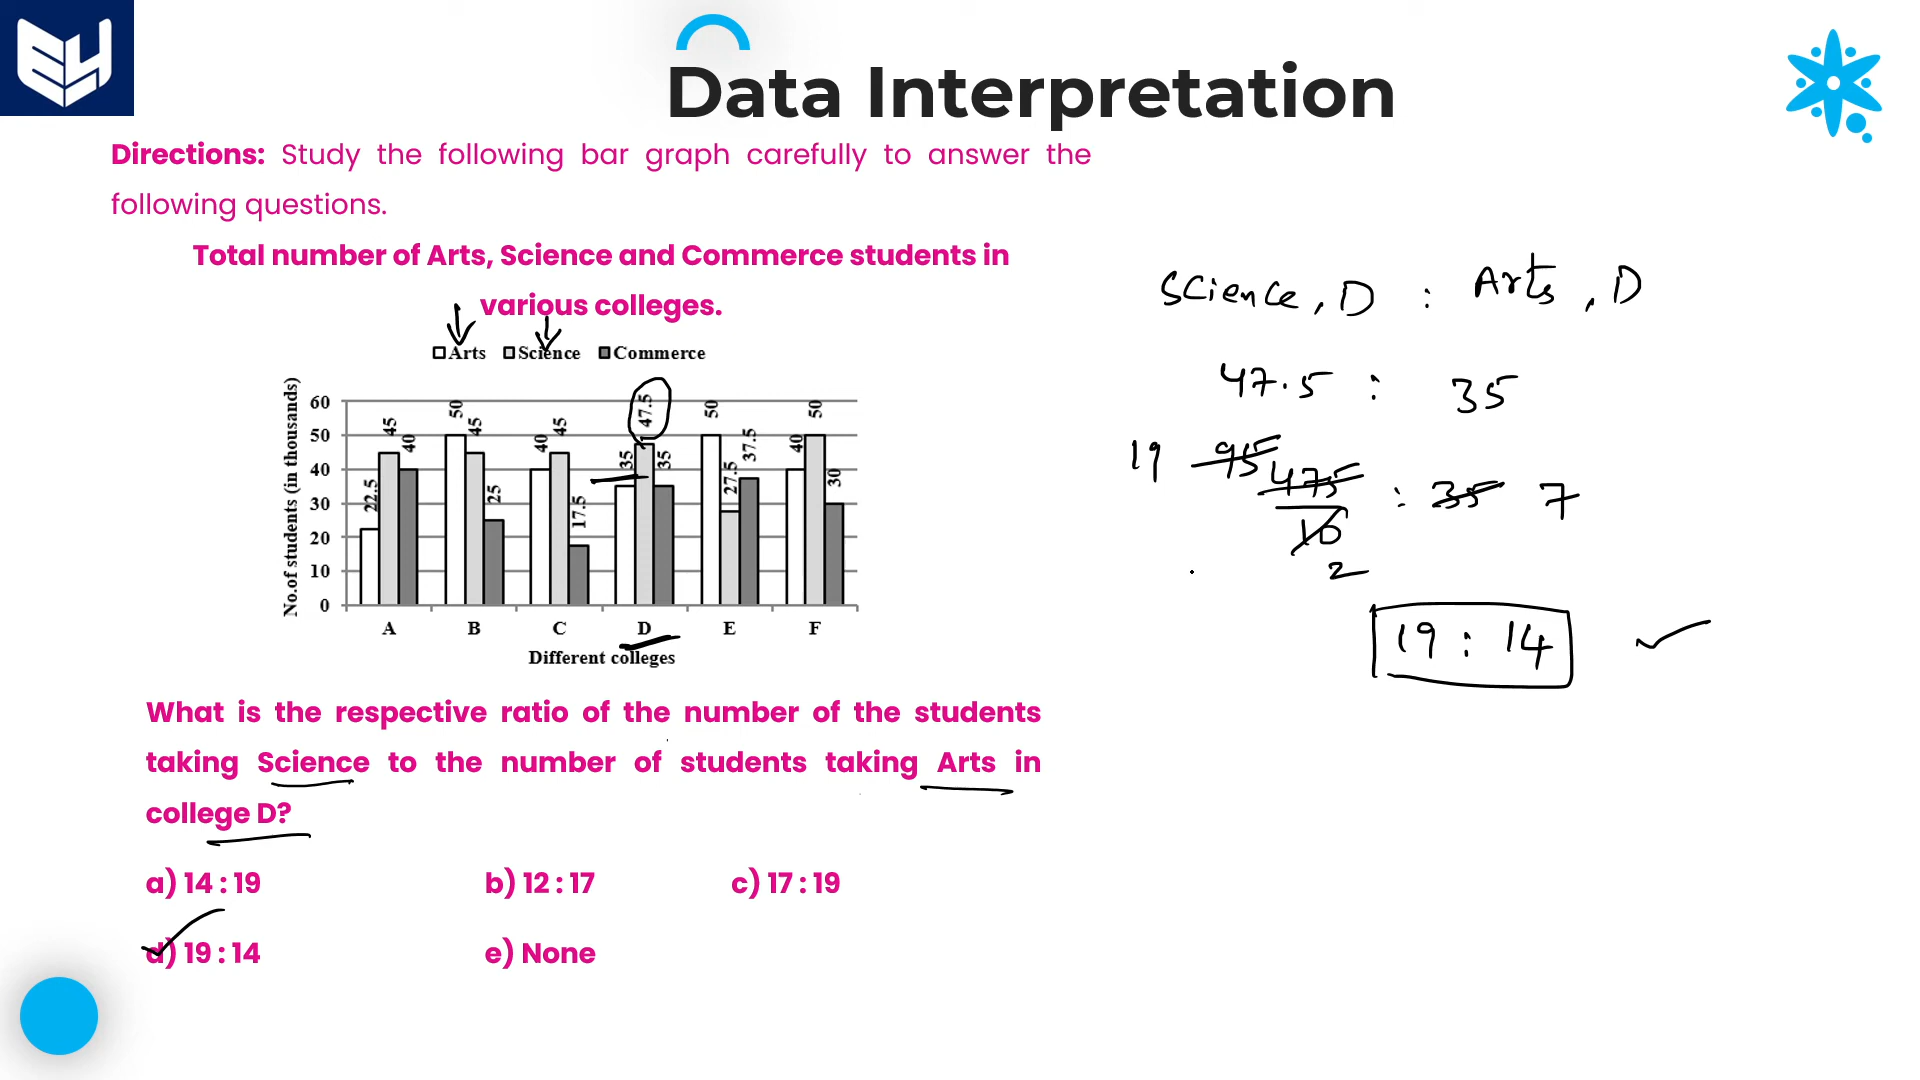 EY
Data Interpretation
Directions: Study the following bar graph carefully to answer the
following questions.
Total number of Arts, Science and Commerce students in
various colleges.
Arts Science Commerce
No.of students (in thousands)
60
50
40
30
20
10
0
22.5 45 40
50 45 25
40 45 17.5
35 47.5 35
50 27.5 37.5
40 50 30
A B C D E F
Different colleges
What is the respective ratio of the number of the students
taking Science to the number of students taking Arts in
college D?
a) 14 : 19 b) 12 : 17 c) 17 : 19
d) 19 : 14 e) None
Science, D : Arts, D
47.5 : 35
19 95 475 : 35 7
10
2
19 : 14